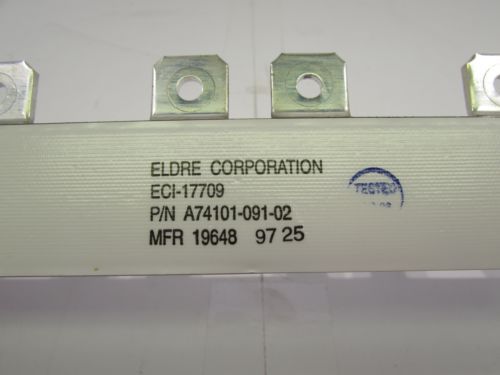 ELDRE CORPORATION
ECI-17709
P/N A74101-091-02
MFR 19648 97 25
TESTED